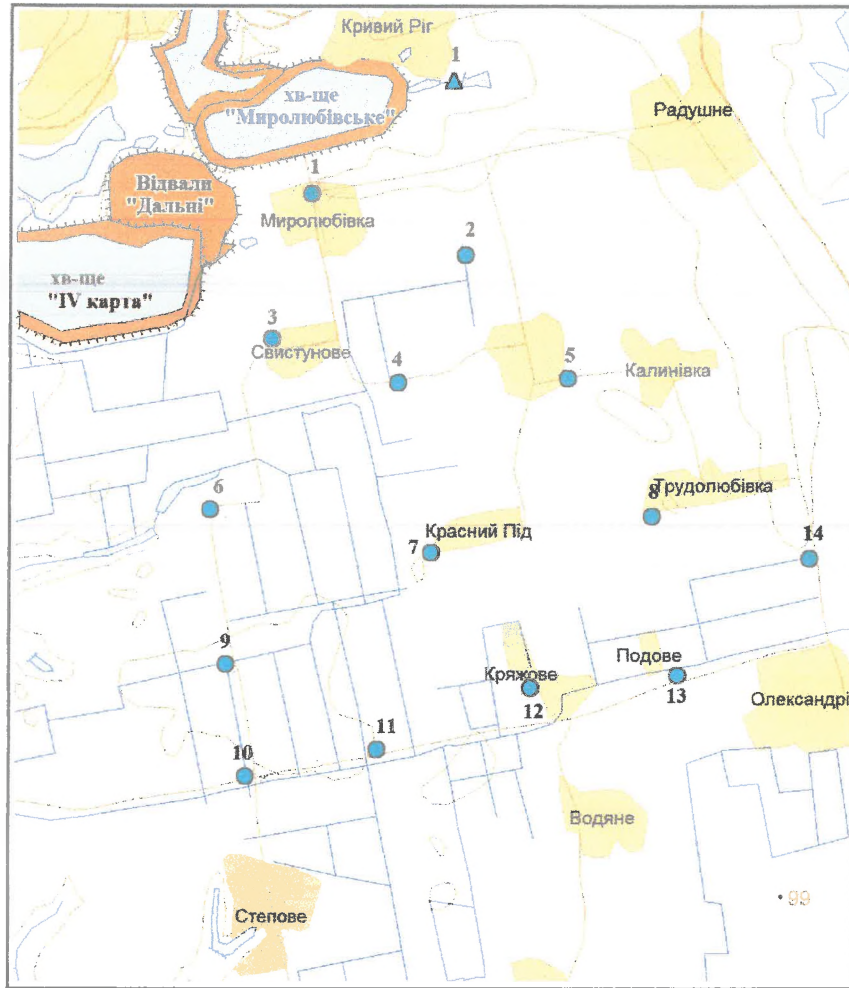 Кривий Ріг
1
хв-ще
"Миролюбівське"
Радушне
Відвали
"Дальні"
1
Миролюбівка
2
хв-ще
"IV карта"
3
Свистунове
4
5
Калинівка
6
8
Трудолюбівка
7
Красний Під
14
9
Кряжове
12
Подове
13
Олександрі
11
10
Водяне
99
Степове